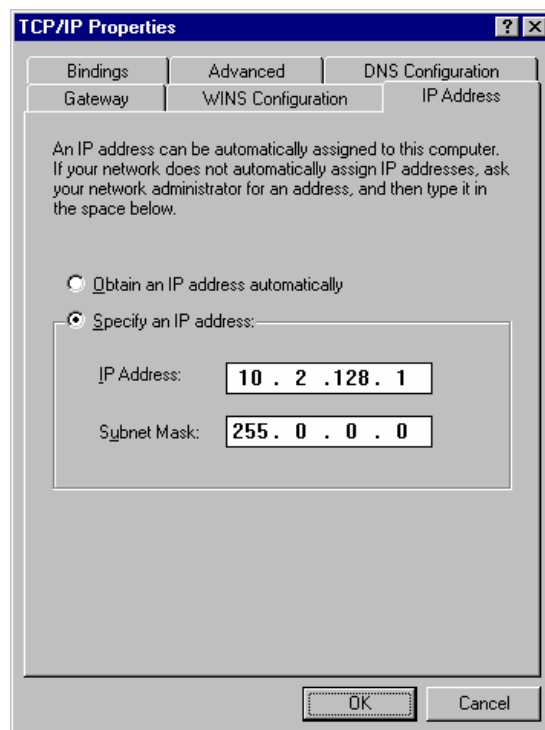 TCP/IP Properties
? X
Bindings Advanced DNS Configuration
Gateway WINS Configuration IP Address
An IP address can be automatically assigned to this computer.
If your network does not automatically assign IP addresses, ask
your network administrator for an address, and then type it in
the space below.
Obtain an IP address automatically
Specify an IP address:
IP Address: 10 . 2 .128. 1
Subnet Mask: 255. 0 . 0 . 0
OK Cancel